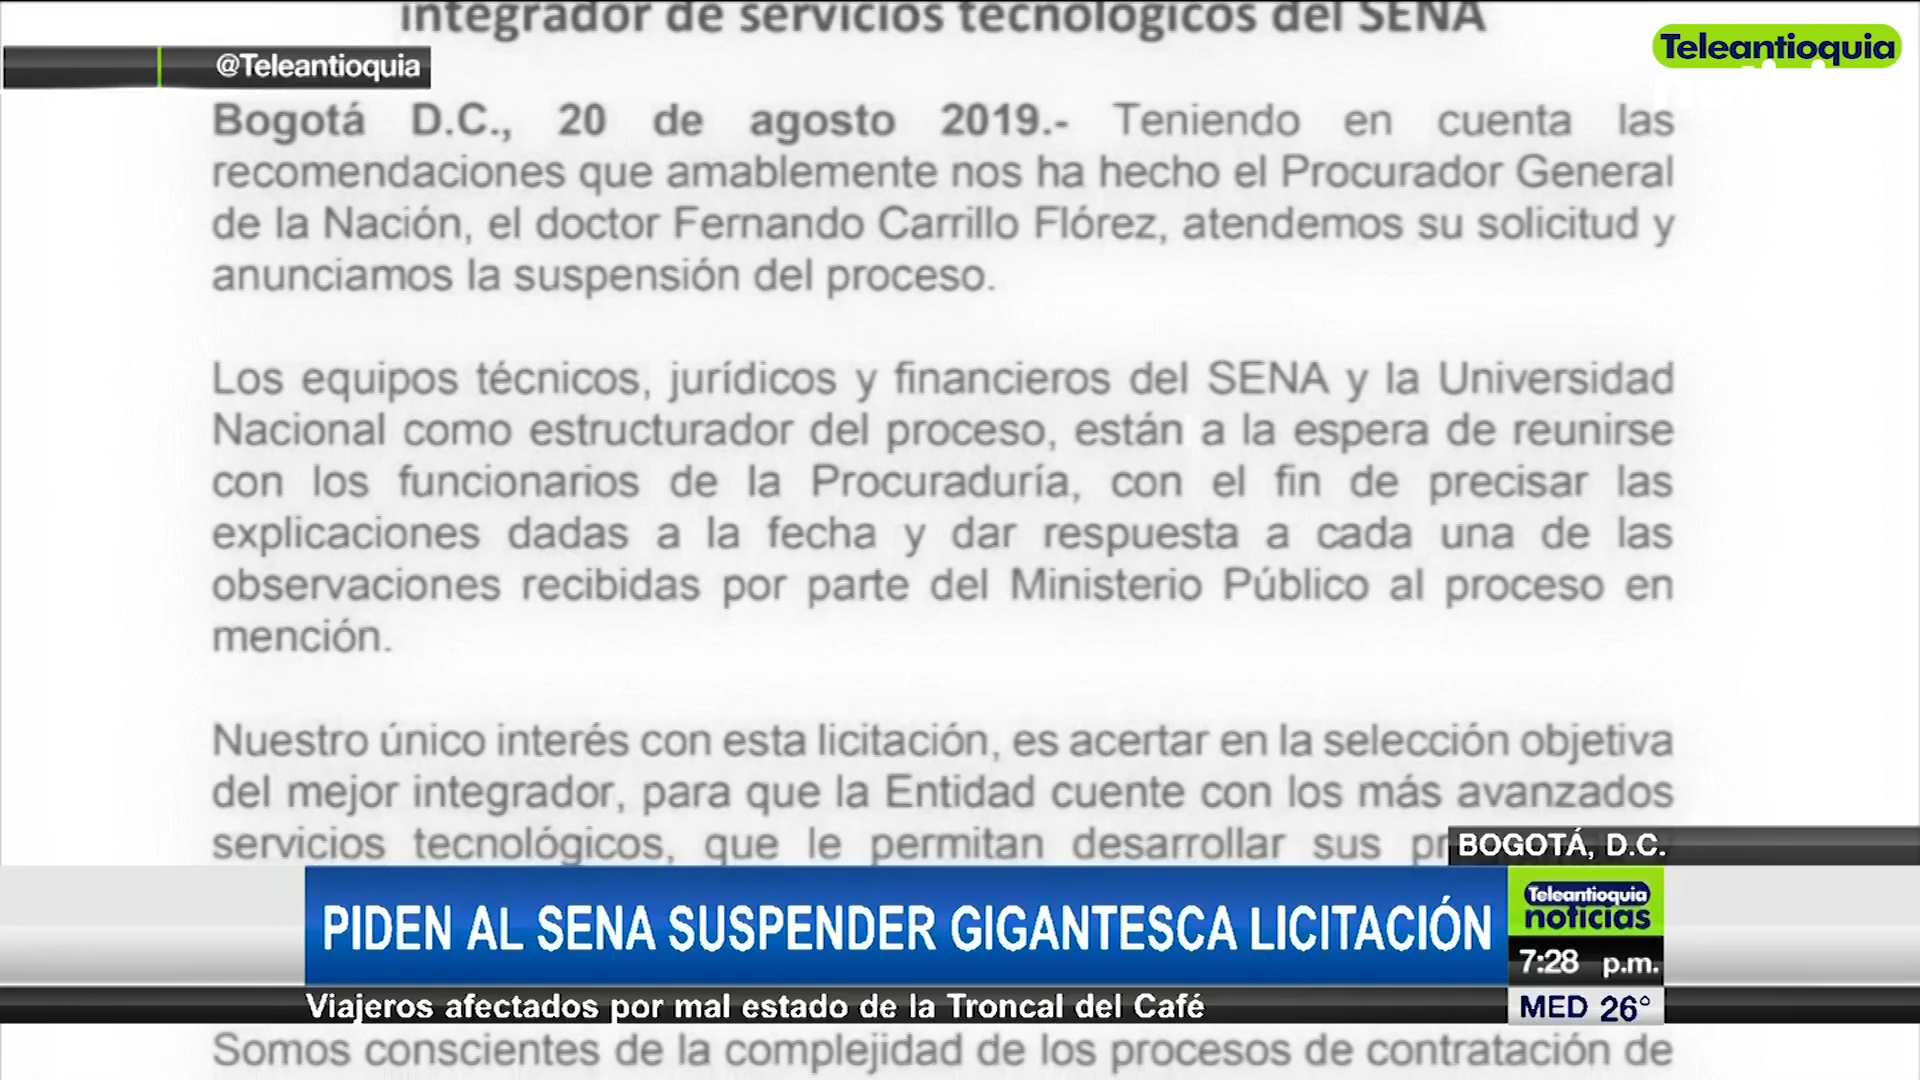 integrador de servicios tecnológicos del SENA
Teleantioquia
@Teleantioquia
Bogotá D.C., 20 de agosto 2019.- Teniendo en cuenta las
recomendaciones que amablemente nos ha hecho el Procurador General
de la Nación, el doctor Fernando Carrillo Flórez, atendemos su solicitud y
anunciamos la suspensión del proceso.
Los equipos técnicos, jurídicos y financieros del SENA y la Universidad
Nacional como estructurador del proceso, están a la espera de reunirse
con los funcionarios de la Procuraduría, con el fin de precisar las
explicaciones dadas a la fecha y dar respuesta a cada una de las
observaciones recibidas por parte del Ministerio Público al proceso en
mención.
Nuestro único interés con esta licitación, es acertar en la selección objetiva
del mejor integrador, para que la Entidad cuente con los más avanzados
servicios tecnológicos, que le permitan desarrollar sus
BOGOTÁ, D.C.
PIDEN AL SENA SUSPENDER GIGANTESCA LICITACIÓN
Teleantioquia
noticias
7:28 p.m.
Viajeros afectados por mal estado de la Troncal del Café
MED 26°
Somos conscientes de la complejidad de los procesos de contratación de